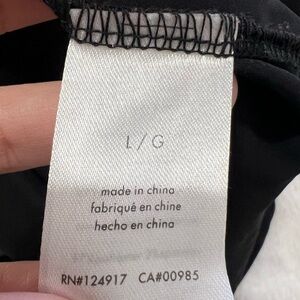 L / G
made in china
fabriqué en chine
hecho en china
RN#124917 CA#00985